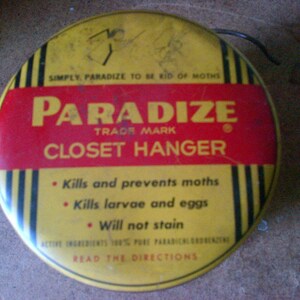 SIMPLY PARADIZE TO BE RID OF MOTHS
PARADIZE
TRADE MARK ®
CLOSET HANGER
• Kills and prevents moths
• Kills larvae and eggs
• Will not stain
ACTIVE INGREDIENTS 100% PURE PARADICHLOROBENZENE
READ THE DIRECTIONS